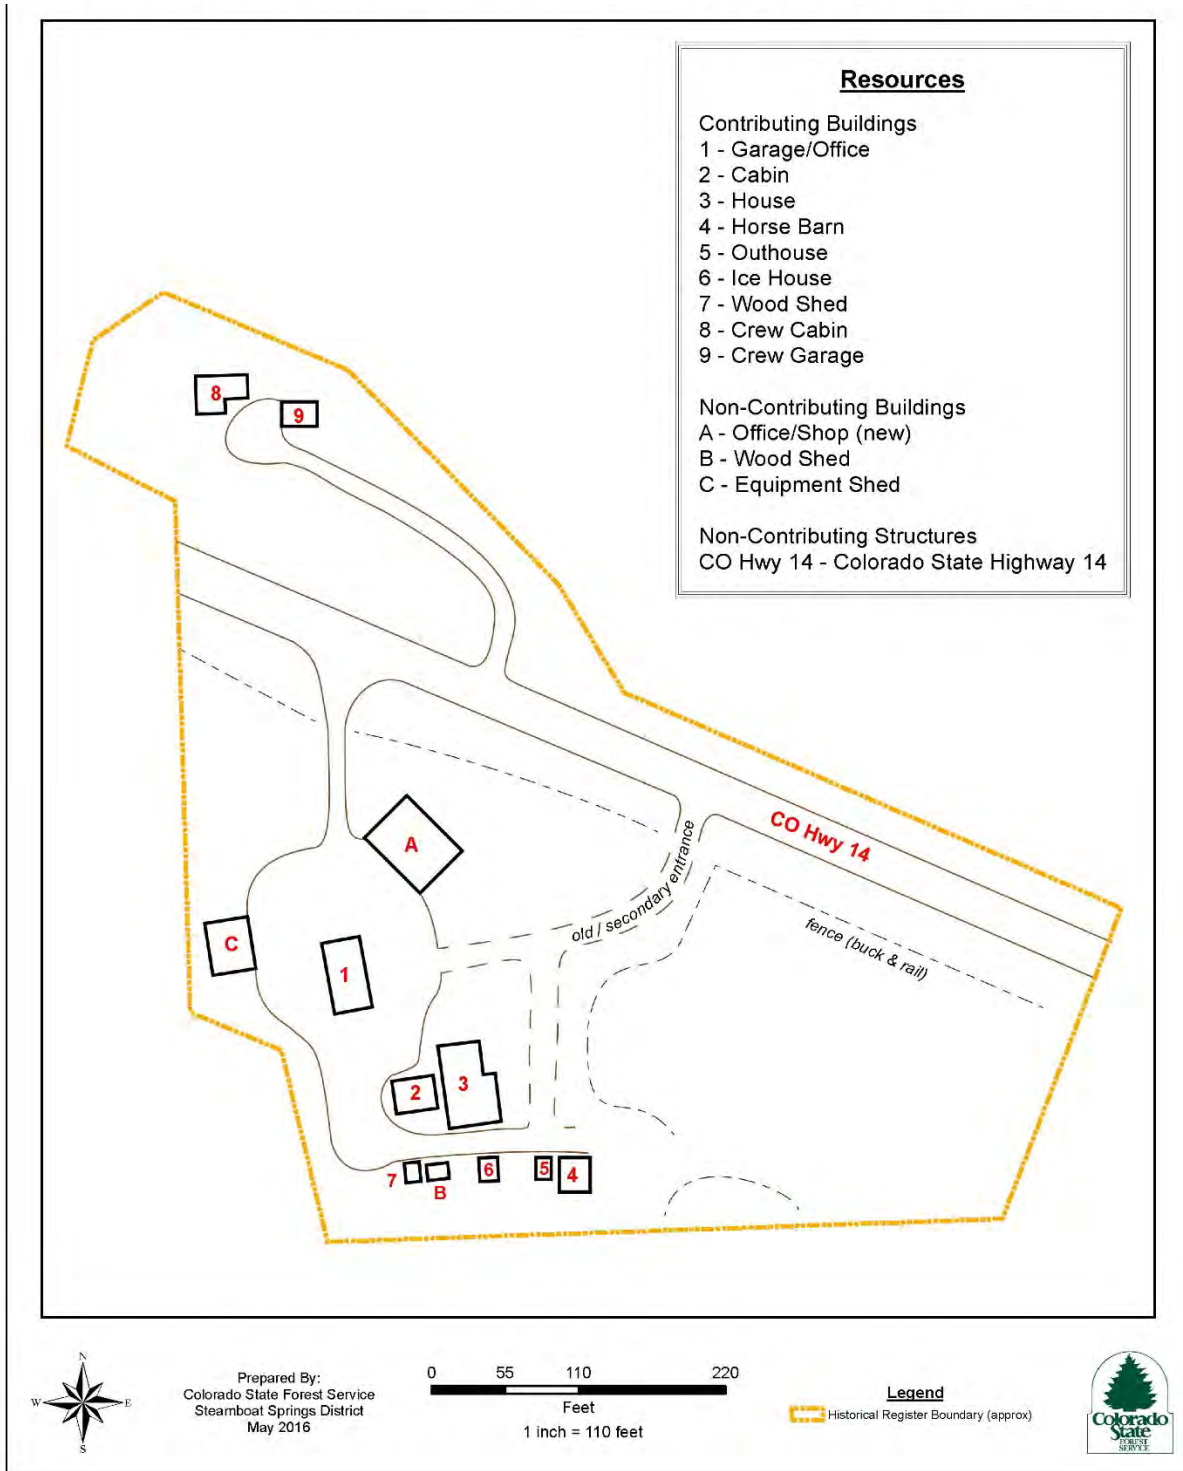 Resources
Contributing Buildings
1 - Garage/Office
2 - Cabin
3 - House
4 - Horse Barn
5 - Outhouse
6 - Ice House
7 - Wood Shed
8 - Crew Cabin
9 - Crew Garage
Non-Contributing Buildings
A - Office/Shop (new)
B - Wood Shed
C - Equipment Shed
Non-Contributing Structures
CO Hwy 14 - Colorado State Highway 14
8
9
CO Hwy 14
A
old / secondary entrance
fence (buck & rail)
C
1
2
3
7
B
6
5
4
N
W
E
S
Prepared By:
Colorado State Forest Service
Steamboat Springs District
May 2016
0 55 110 220
Feet
1 inch = 110 feet
Legend
Historical Register Boundary (approx)
Colorado
State
FOREST
SERVICE